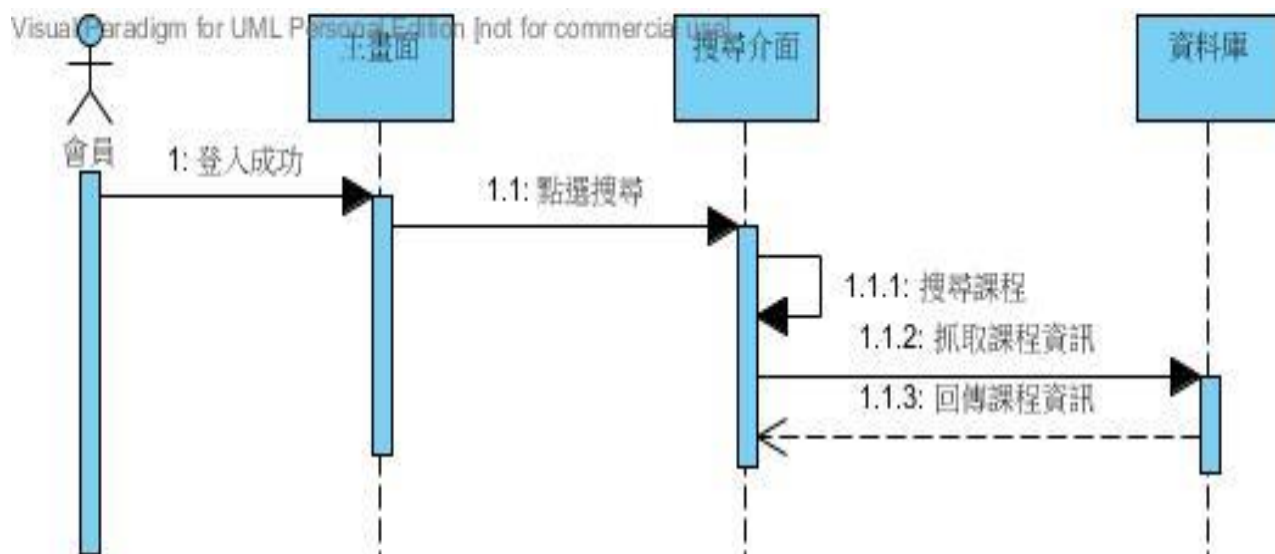 Visual Paradigm for UML Personal Edition [not for commercial use]
主畫面
搜尋介面
資料庫
會員
1: 登入成功
1.1: 點選搜尋
1.1.1: 搜尋課程
1.1.2: 抓取課程資訊
1.1.3: 回傳課程資訊